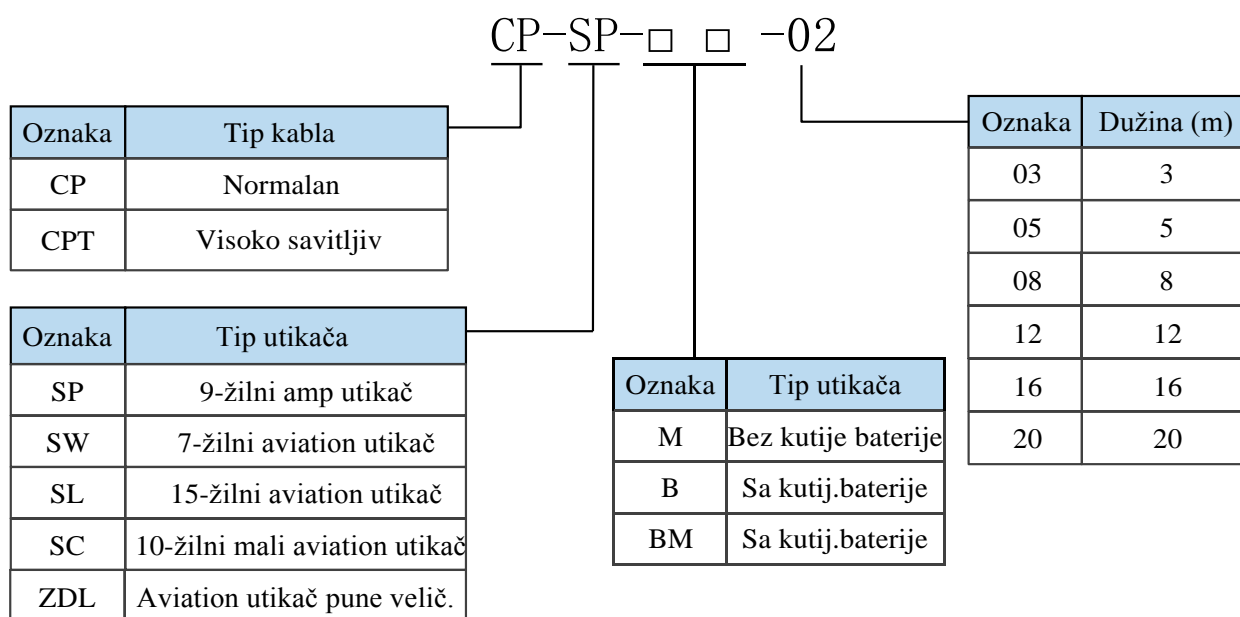 CP-SP-□ □ -02
Oznaka Tip kabla
CP Normalan
CPT Visoko savitljiv
Oznaka Tip utikača
SP 9-žilni amp utikač
SW 7-žilni aviation utikač
SL 15-žilni aviation utikač
SC 10-žilni mali aviation utikač
ZDL Aviation utikač pune velič.
Oznaka Tip utikača
M Bez kutije baterije
B Sa kutij.baterije
BM Sa kutij.baterije
Oznaka Dužina (m)
03 3
05 5
08 8
12 12
16 16
20 20